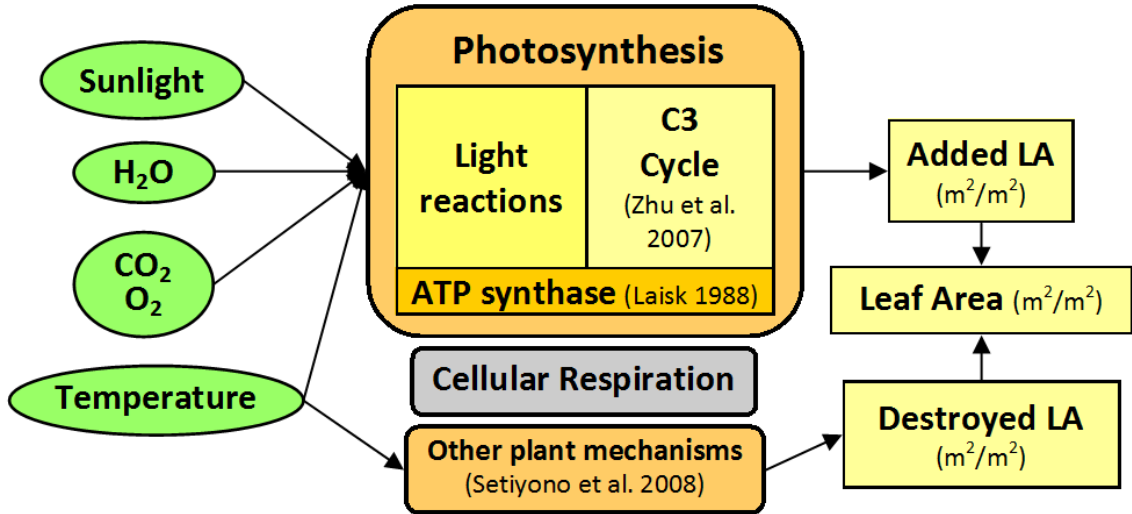 Sunlight
H₂O
CO₂
O₂
Temperature
Photosynthesis
Light
reactions
C3
Cycle
(Zhu et al.
2007)
ATP synthase (Laisk 1988)
Cellular Respiration
Other plant mechanisms
(Setiyono et al. 2008)
Added LA
(m²/m²)
Leaf Area (m²/m²)
Destroyed LA
(m²/m²)